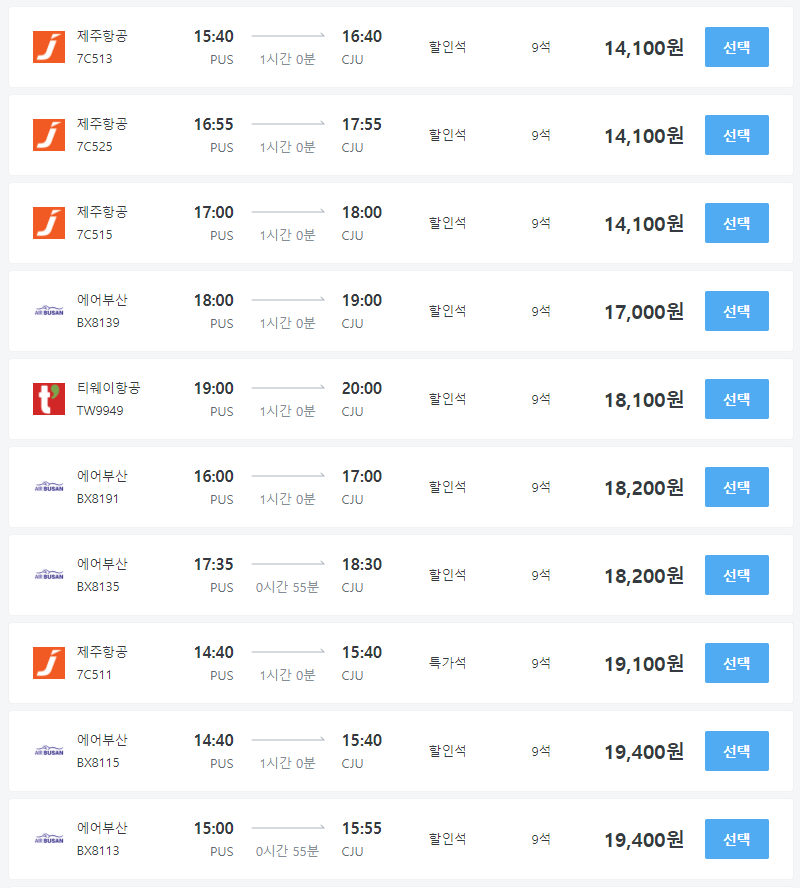 제주항공 15:40 16:40 할인석 9석 14,100원 선택
7C513 PUS 1시간 0분 CJU
제주항공 16:55 17:55 할인석 9석 14,100원 선택
7C525 PUS 1시간 0분 CJU
제주항공 17:00 18:00 할인석 9석 14,100원 선택
7C515 PUS 1시간 0분 CJU
AIR BUSAN 에어부산 18:00 19:00 할인석 9석 17,000원 선택
BX8139 PUS 1시간 0분 CJU
t' 티웨이항공 19:00 20:00 할인석 9석 18,100원 선택
TW9949 PUS 1시간 0분 CJU
AIR BUSAN 에어부산 16:00 17:00 할인석 9석 18,200원 선택
BX8191 PUS 1시간 0분 CJU
AIR BUSAN 에어부산 17:35 18:30 할인석 9석 18,200원 선택
BX8135 PUS 0시간 55분 CJU
제주항공 14:40 15:40 특가석 9석 19,100원 선택
7C511 PUS 1시간 0분 CJU
AIR BUSAN 에어부산 14:40 15:40 할인석 9석 19,400원 선택
BX8115 PUS 1시간 0분 CJU
AIR BUSAN 에어부산 15:00 15:55 할인석 9석 19,400원 선택
BX8113 PUS 0시간 55분 CJU